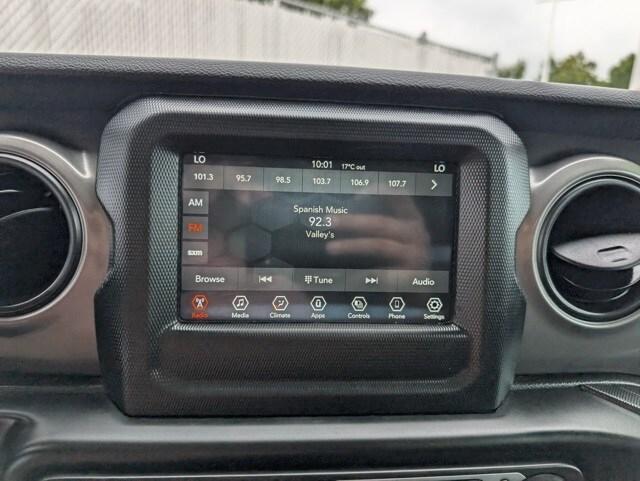 LO 10:01 17°C out LO
101.3 95.7 98.5 103.7 106.9 107.7
AM
Spanish Music
92.3
FM
Valley's
sxm
Browse Tune Audio
Radio Media Climate Apps Controls Phone Settings